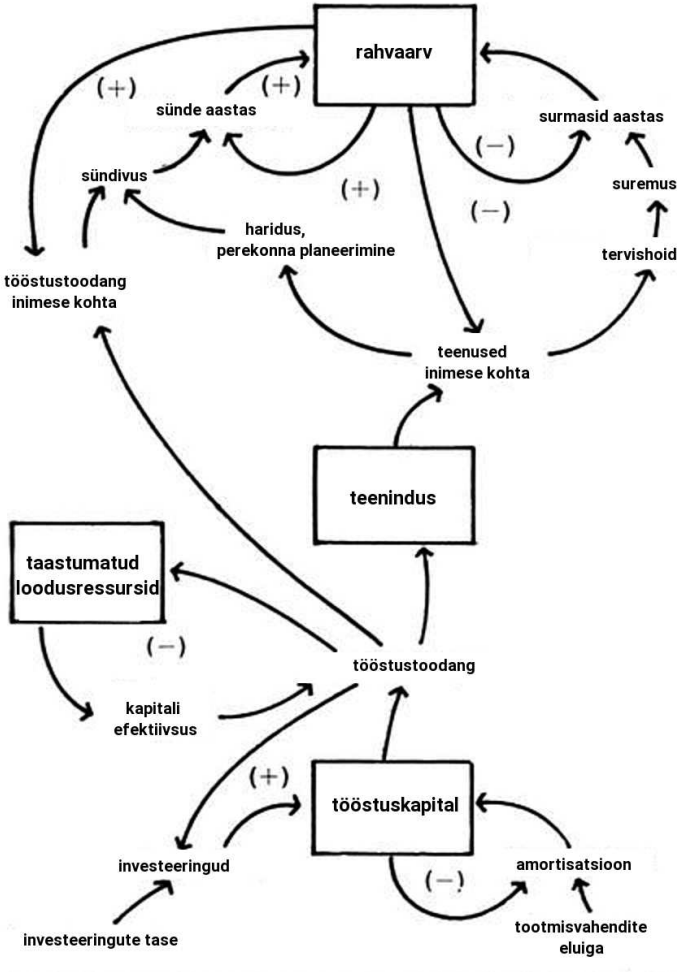 rahvaarv
(+)
(+)
sünde aastas
surmasid aastas
(−)
sündivus
(+)
suremus
(−)
haridus,
perekonna planeerimine
tervishoid
tööstustoodang
inimese kohta
teenused
inimese kohta
teenindus
taastumatud
loodusressursid
(−)
tööstustoodang
kapitali
efektiivsus
(+)
tööstuskapital
investeeringud
(−)
amortisatsioon
investeeringute tase
tootmisvahendite
eluiga